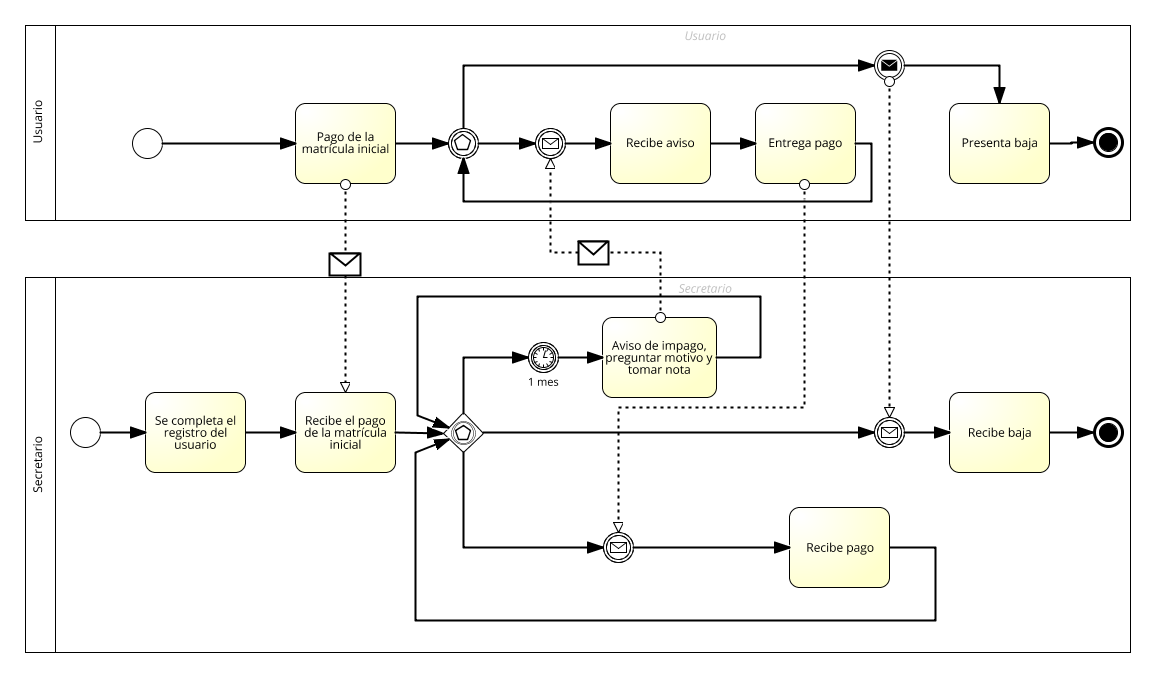 Usuario
Usuario
Pago de la
matrícula inicial
Recibe aviso
Entrega pago
Presenta baja
Secretario
Secretario
Aviso de impago,
preguntar motivo y
tomar nota
1 mes
Se completa el
registro del
usuario
Recibe el pago
de la matrícula
inicial
Recibe baja
Recibe pago